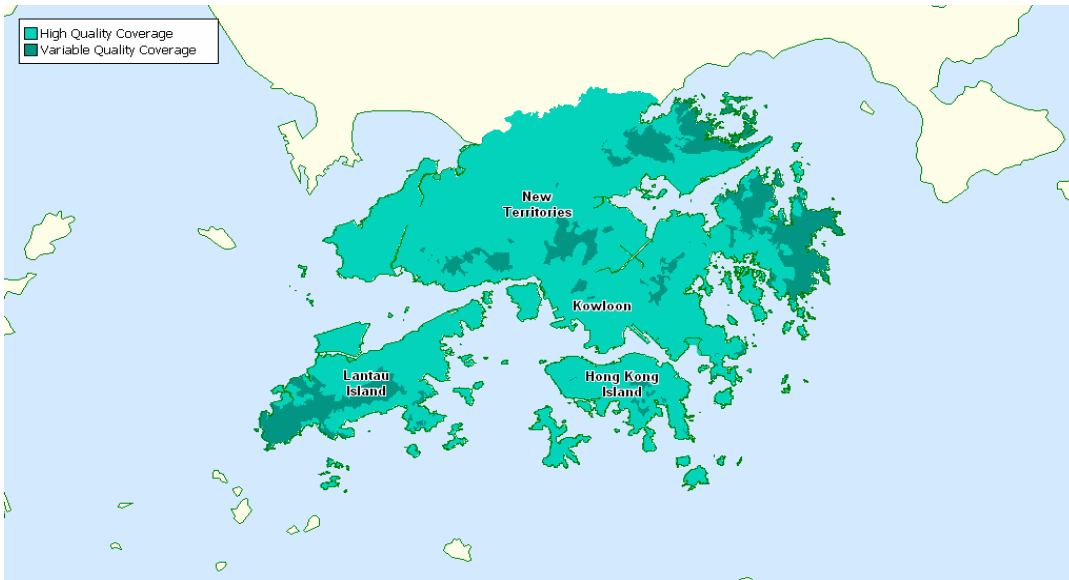 High Quality Coverage
Variable Quality Coverage
New
Territories
Kowloon
Lantau
Island
Hong Kong
Island